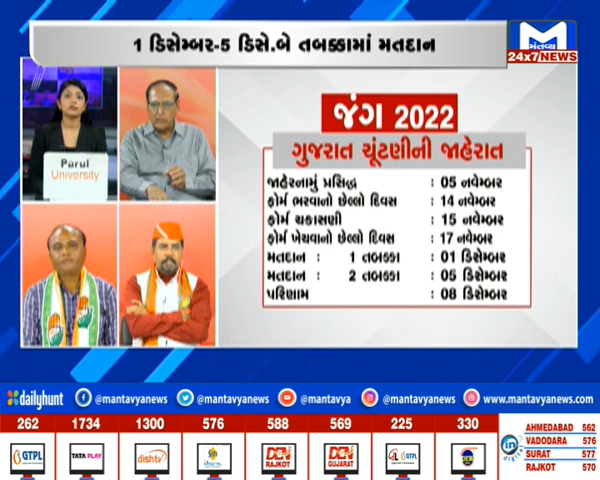 1 ડિસેમ્બર-5 ડિસે.બે તબક્કામાં મતદાન
મંતવ્ય
24x7NEWS
Parul
University
જંગ 2022
ગુજરાત ચૂંટણીની જાહેરાત
જાહેરનામું પ્રસિદ્ધ : 05 નવેમ્બર
ફોર્મ ભરવાનો છેલ્લો દિવસ : 14 નવેમ્બર
ફોર્મ ચકાસણી : 15 નવેમ્બર
ફોર્મ ખેચવાનો છેલ્લો દિવસ : 17 નવેમ્બર
મતદાન : 1 તબક્કા : 01 ડિસેમ્બર
મતદાન : 2 તબક્કા : 05 ડિસેમ્બર
પરિણામ : 08 ડિસેમ્બર
dailyhunt @mantavyanews @mantavyanews @mantavya @mantavyanews www.mantavyanews.com
262 1734 1300 576 588 569 225 330
GTPL TATA PLAY dishtv DEN RAJKOT DEN GUJARAT
in digital
AHMEDABAD 562
VADODARA 576
SURAT 577
RAJKOT 570